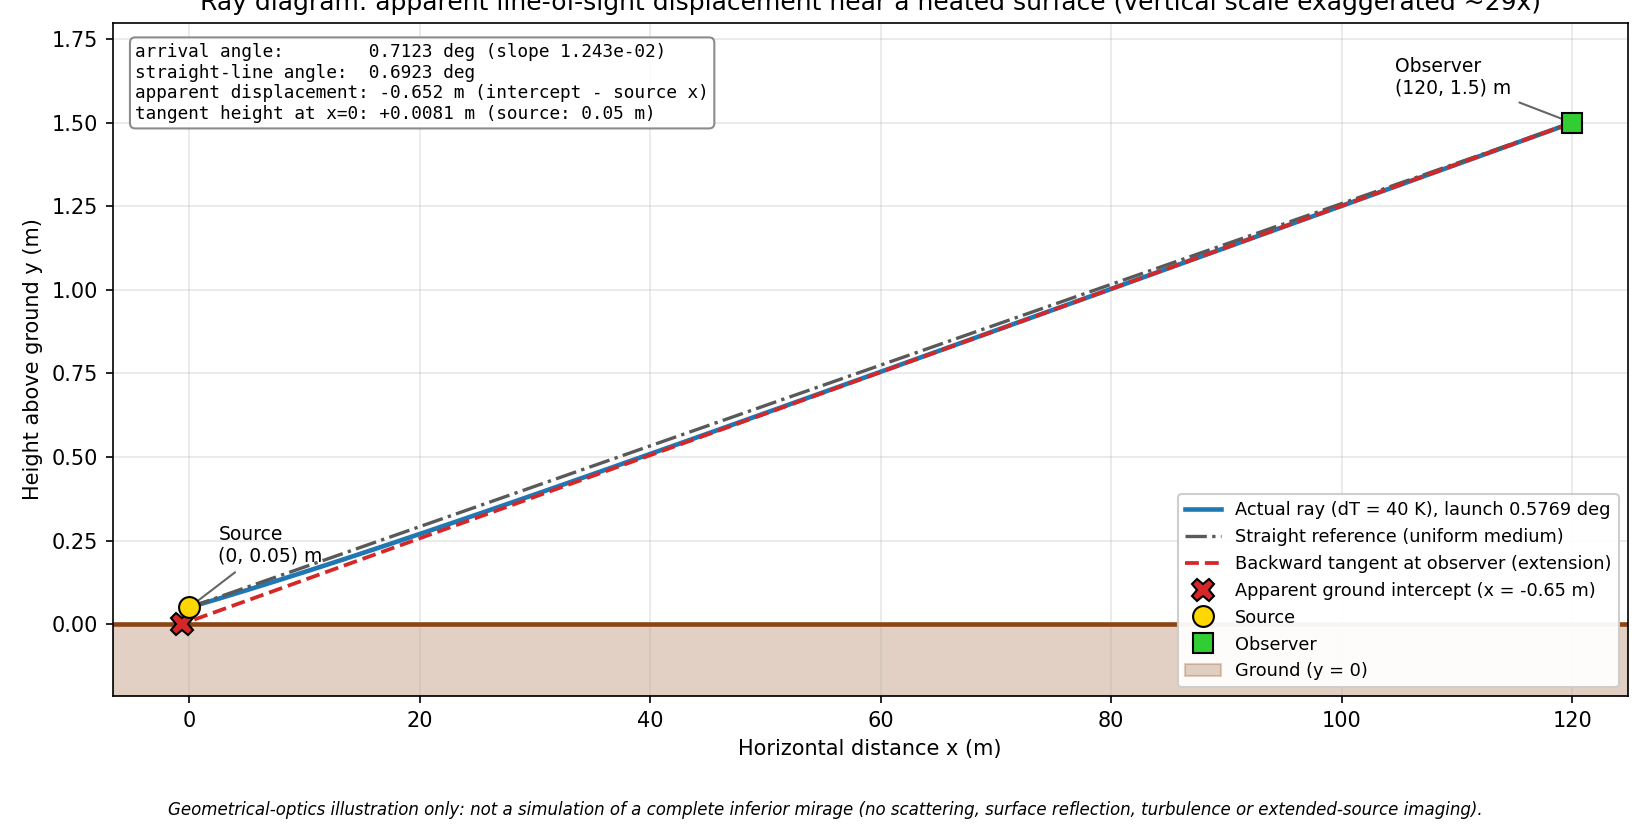 Ray diagram: apparent line-of-sight displacement near a heated surface (vertical scale exaggerated ~29x)
arrival angle: 0.7123 deg (slope 1.243e-02)
straight-line angle: 0.6923 deg
apparent displacement: -0.652 m (intercept - source x)
tangent height at x=0: +0.0081 m (source: 0.05 m)
Observer
(120, 1.5) m
Source
(0, 0.05) m
Height above ground y (m)
1.75
1.50
1.25
1.00
0.75
0.50
0.25
0.00
Actual ray (dT = 40 K), launch 0.5769 deg
Straight reference (uniform medium)
Backward tangent at observer (extension)
Apparent ground intercept (x = -0.65 m)
Source
Observer
Ground (y = 0)
0 20 40 60 80 100 120
Horizontal distance x (m)
Geometrical-optics illustration only: not a simulation of a complete inferior mirage (no scattering, surface reflection, turbulence or extended-source imaging).